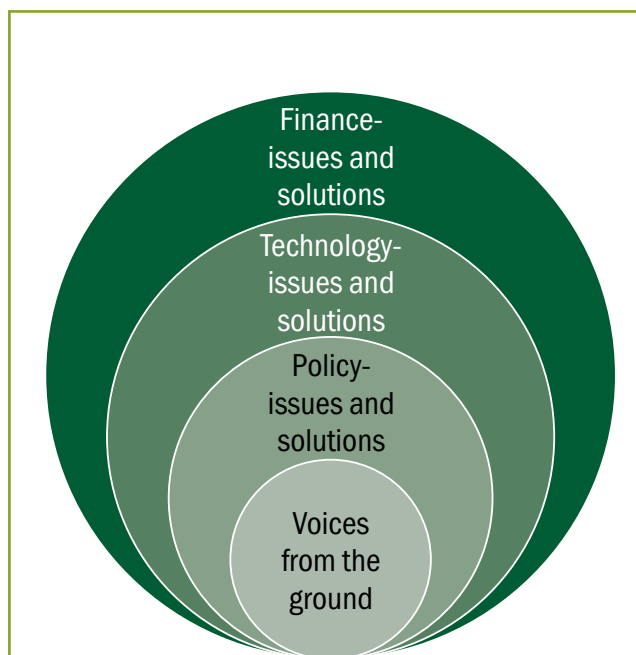 Finance-
issues and
solutions
Technology-
issues and
solutions
Policy-
issues and
solutions
Voices
from the
ground